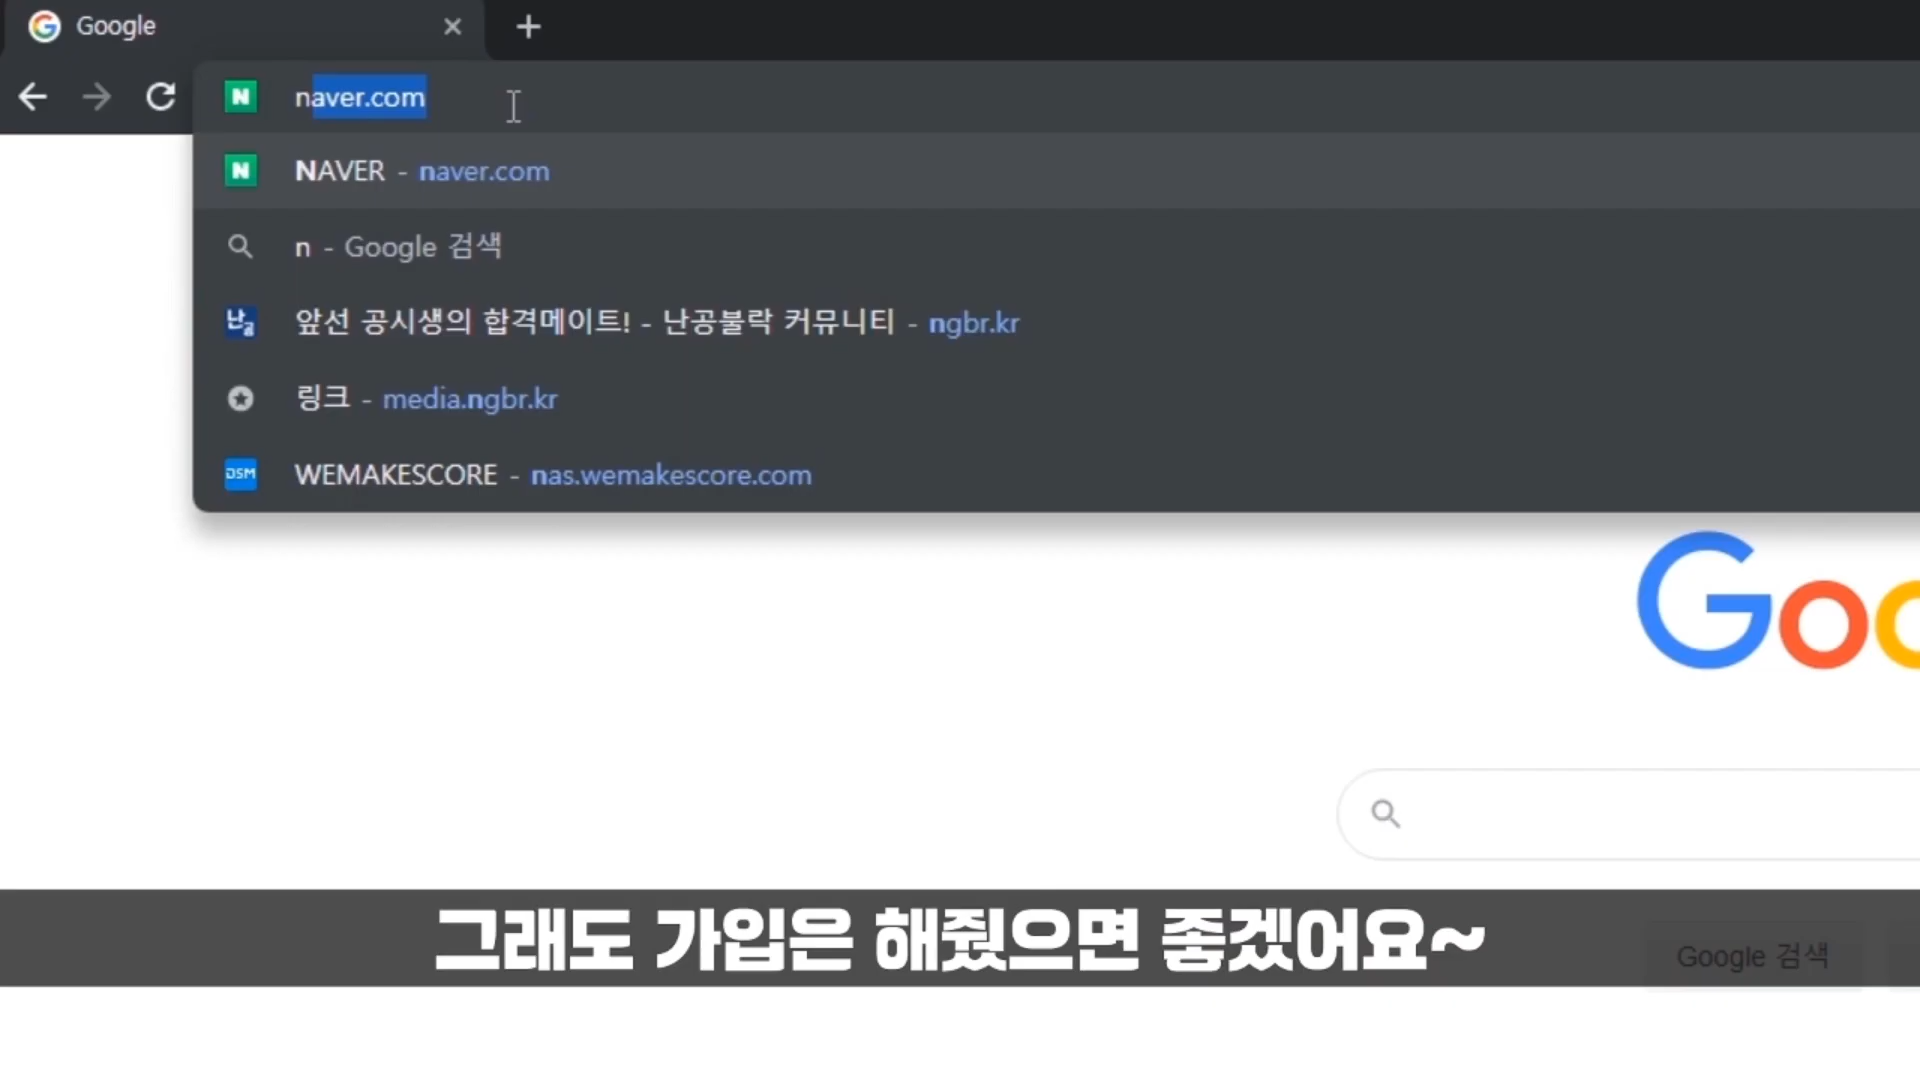 Google
naver.com
NAVER - naver.com
n - Google 검색
앞선 공시생의 합격메이트! - 난공불락 커뮤니티 - ngbr.kr
링크 - media.ngbr.kr
DSM WEMAKESCORE - nas.wemakescore.com
Goo
그래도 가입은 해줬으면 좋겠어요~
Google 검색